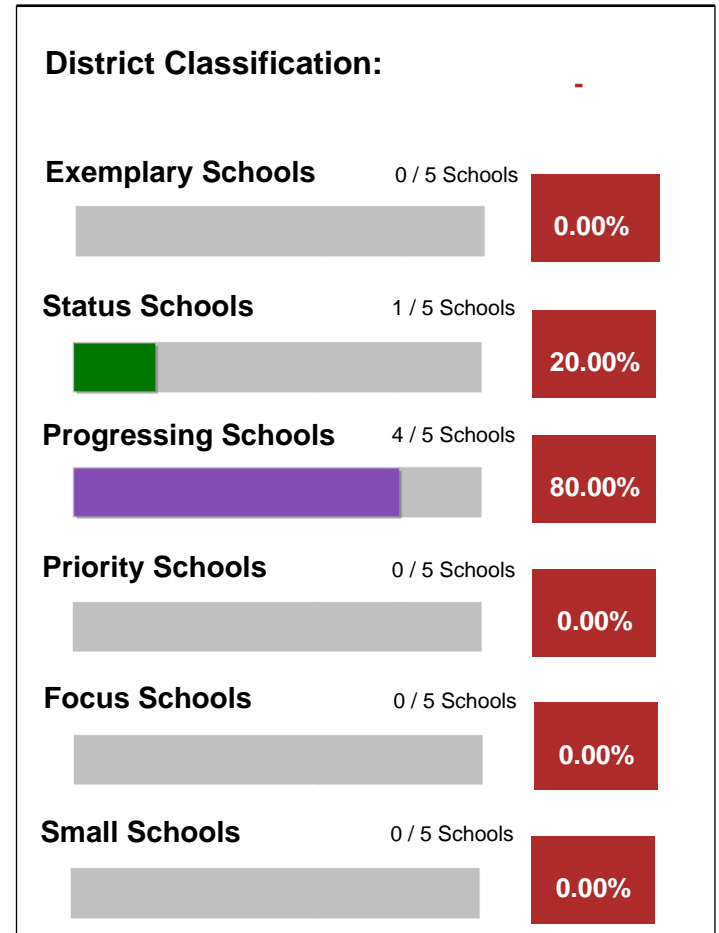 District Classification: -
Exemplary Schools 0 / 5 Schools
0.00%
Status Schools 1 / 5 Schools
20.00%
Progressing Schools 4 / 5 Schools
80.00%
Priority Schools 0 / 5 Schools
0.00%
Focus Schools 0 / 5 Schools
0.00%
Small Schools 0 / 5 Schools
0.00%